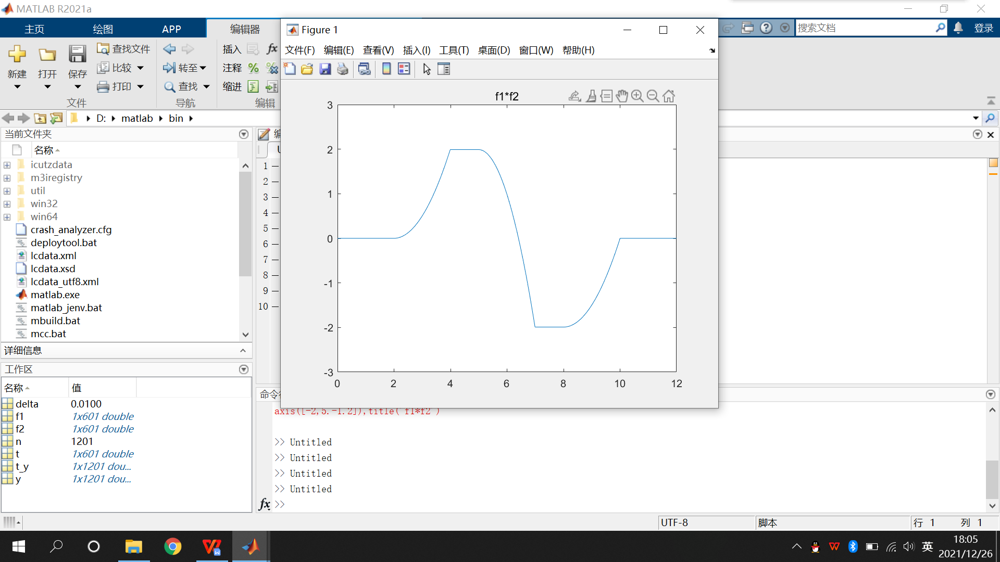 MATLAB R2021a
主页
绘图
APP
编辑器
搜索文档
登录
新建
打开
保存
查找文件
比较
打印
文件
转至
查找
导航
插入
fx
注释
缩进
编辑
D:
matlab
bin
当前文件夹
名称
icutzdata
m3iregistry
util
win32
win64
crash_analyzer.cfg
deploytool.bat
lcdata.xml
lcdata.xsd
lcdata_utf8.xml
matlab.exe
matlab_jenv.bat
mbuild.bat
mcc.bat
详细信息
工作区
名称 值
delta 0.0100
f1 1x601 double
f2 1x601 double
n 1201
t 1x601 double
t_y 1x1201 dou...
y 1x1201 dou...
1
2
3
4
5
6
7
8
9
10
Figure 1
文件(F) 编辑(E) 查看(V) 插入(I) 工具(T) 桌面(D) 窗口(W) 帮助(H)
f1*f2
3
2
1
0
-1
-2
-3
0 2 4 6 8 10 12
命令
axis([-2,5.-1.2]),title( f1*f2 )
>> Untitled
>> Untitled
>> Untitled
>> Untitled
fx >>
UTF-8
脚本
行 1 列 1
英
18:05
2021/12/26